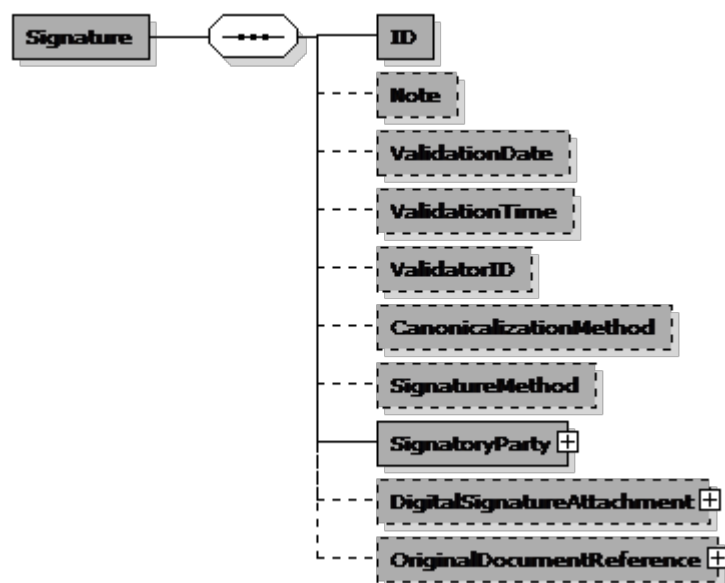 Signature
ID
Note
ValidationDate
ValidationTime
ValidatorID
CanonicalizationMethod
SignatureMethod
SignatoryParty
DigitalSignatureAttachment
OriginalDocumentReference